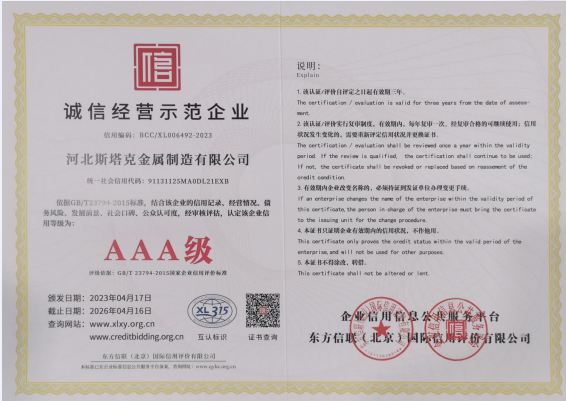 信
诚信经营示范企业
信用编码：BCC/XL006492-2023
河北斯塔克金属制造有限公司
统一社会信用代码：91131125MA0DL21EXB
依据GB/T23794-2015标准，结合该企业的信用记录、经营情况、债
务风险、发展前景、社会口碑、公众认可度，经审核评估，认定该企业信
用等级为：
AAA级
评价依据：GB/T 23794-2015国家企业信用评价标准
颁发日期：2023年04月17日
截止日期：2026年04月16日
查询网站：www.xlxy.org.cn
www.creditbidding.org.cn
XL 315
互认标识
证书查询
东方信联（北京）国际信用评价有限公司
说明：
Explain
1.该认证/评价自评定之日起有效期三年。
The certification / evaluation is valid for three years from the date of assess-
ment.
2.该认证/评价实行复审制度，有效期内，每年复审一次，经复审合格的可继续使用；信用
状况发生变化的，需要重新评定信用状况并更换证书。
The certification / evaluation shall be reviewed once a year within the validity
period. If the review is qualified, the certification shall continue to be used;
If not, the certificate shall be revoked or replaced based on reassesment of the
credit condition.
3.有效期内企业改变名称的，必须持证到发证单位办理变更手续。
If an enterprise changes the name of the enterprise within the validity period of
this certificate,the person in charge of the enterprise must bring the certificate
to the issuing unit for the change procedure.
4.本证书只证明企业有效期内的信用状况，不作他用。
This certificate only proves the credit status within the valid period of the
enterprise,and will not be used for other purposes.
5.本证书不得涂改、转借。
This certificate shall not be altered or lent.
企业信用信息公共服务平台
东方信联（北京）国际信用评价有限公司